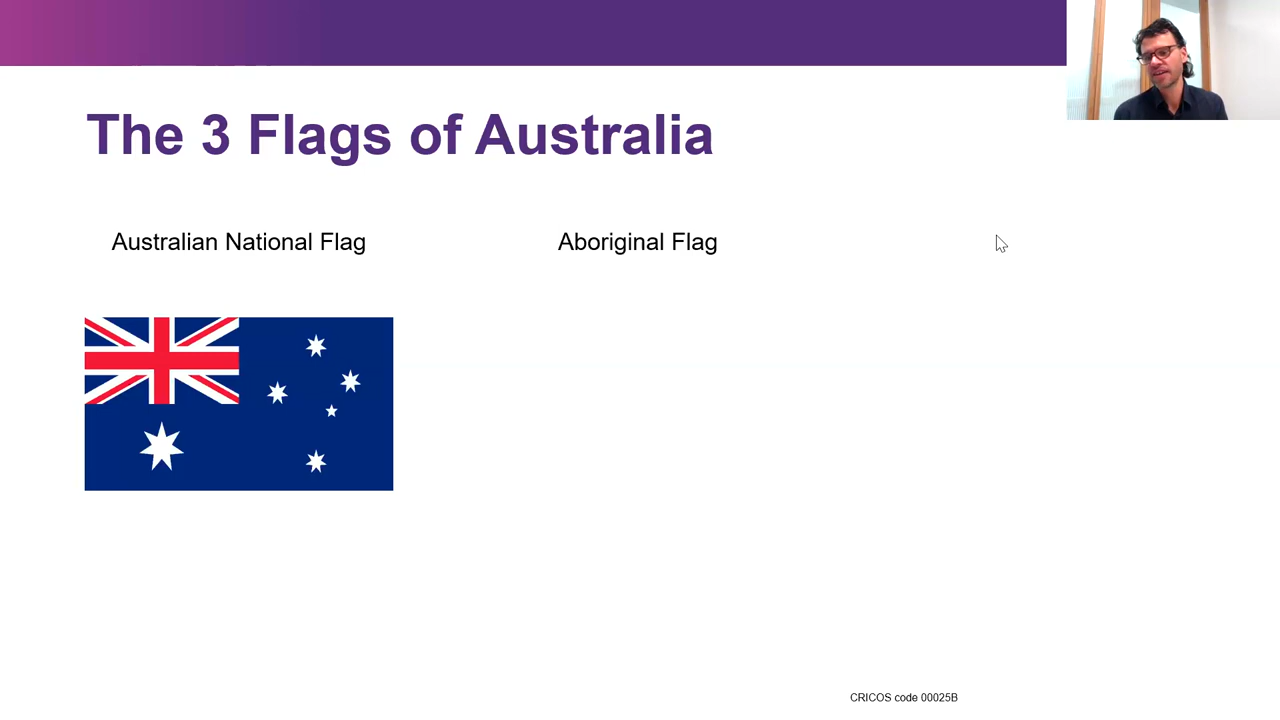 The 3 Flags of Australia
Australian National Flag
Aboriginal Flag
CRICOS code 00025B